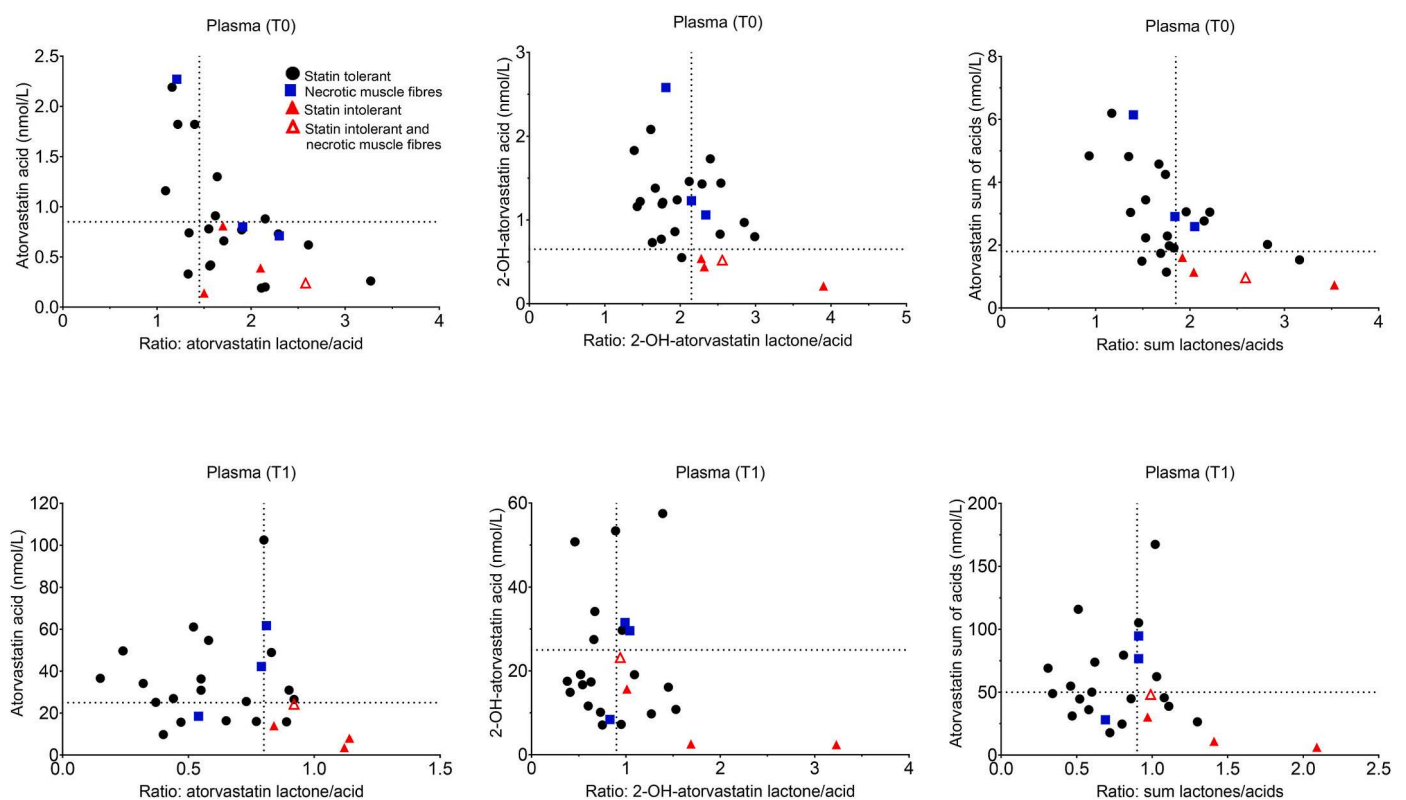 Plasma (T0)
Atorvastatin acid (nmol/L)
2.5
2.0
1.5
1.0
0.5
0.0
0
1
2
3
4
Ratio: atorvastatin lactone/acid
Statin tolerant
Necrotic muscle fibres
Statin intolerant
Statin intolerant and
necrotic muscle fibres
Plasma (T0)
2-OH-atorvastatin acid (nmol/L)
3
2
1
0
0
1
2
3
4
5
Ratio: 2-OH-atorvastatin lactone/acid
Plasma (T0)
Atorvastatin sum of acids (nmol/L)
8
6
4
2
0
0
1
2
3
4
Ratio: sum lactones/acids
Plasma (T1)
Atorvastatin acid (nmol/L)
120
100
80
60
40
20
0
0.0
0.5
1.0
1.5
Ratio: atorvastatin lactone/acid
Plasma (T1)
2-OH-atorvastatin acid (nmol/L)
60
40
20
0
0
1
2
3
4
Ratio: 2-OH-atorvastatin lactone/acid
Plasma (T1)
Atorvastatin sum of acids (nmol/L)
200
150
100
50
0
0.0
0.5
1.0
1.5
2.0
2.5
Ratio: sum lactones/acids